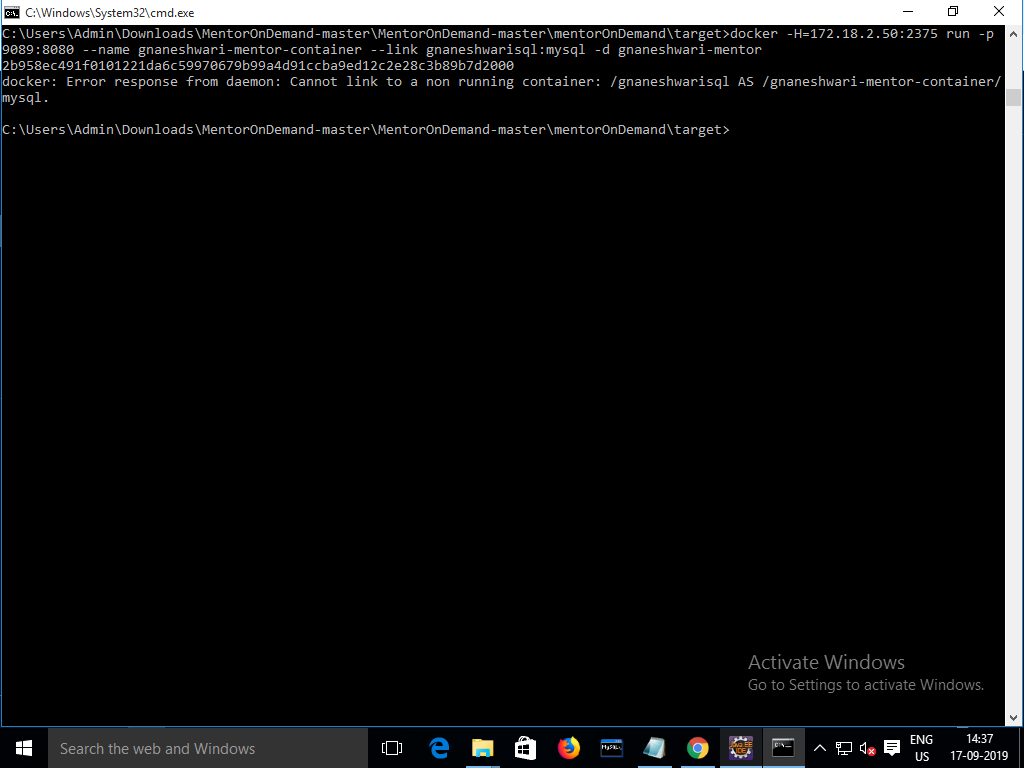 C:\Windows\System32\cmd.exe
C:\Users\Admin\Downloads\MentorOnDemand-master\MentorOnDemand-master\mentorOnDemand\target>docker -H=172.18.2.50:2375 run -p
9089:8080 --name gnaneshwari-mentor-container --link gnaneshwarisql:mysql -d gnaneshwari-mentor
2b958ec491f0101221da6c59970679b99a4d91ccba9ed12c2e28c3b89b7d2000
docker: Error response from daemon: Cannot link to a non running container: /gnaneshwarisql AS /gnaneshwari-mentor-container/
mysql.
C:\Users\Admin\Downloads\MentorOnDemand-master\MentorOnDemand-master\mentorOnDemand\target>
Activate Windows
Go to Settings to activate Windows.
Search the web and Windows
ENG
US
14:37
17-09-2019